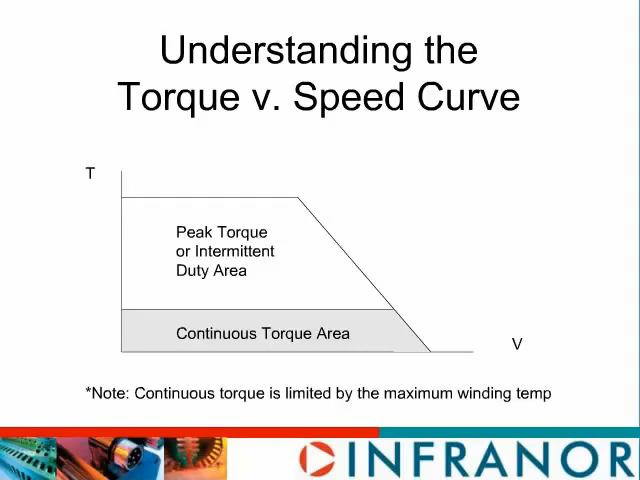 Understanding the
Torque v. Speed Curve
T
Peak Torque
or Intermittent
Duty Area
Continuous Torque Area
V
*Note: Continuous torque is limited by the maximum winding temp
INFRANOR